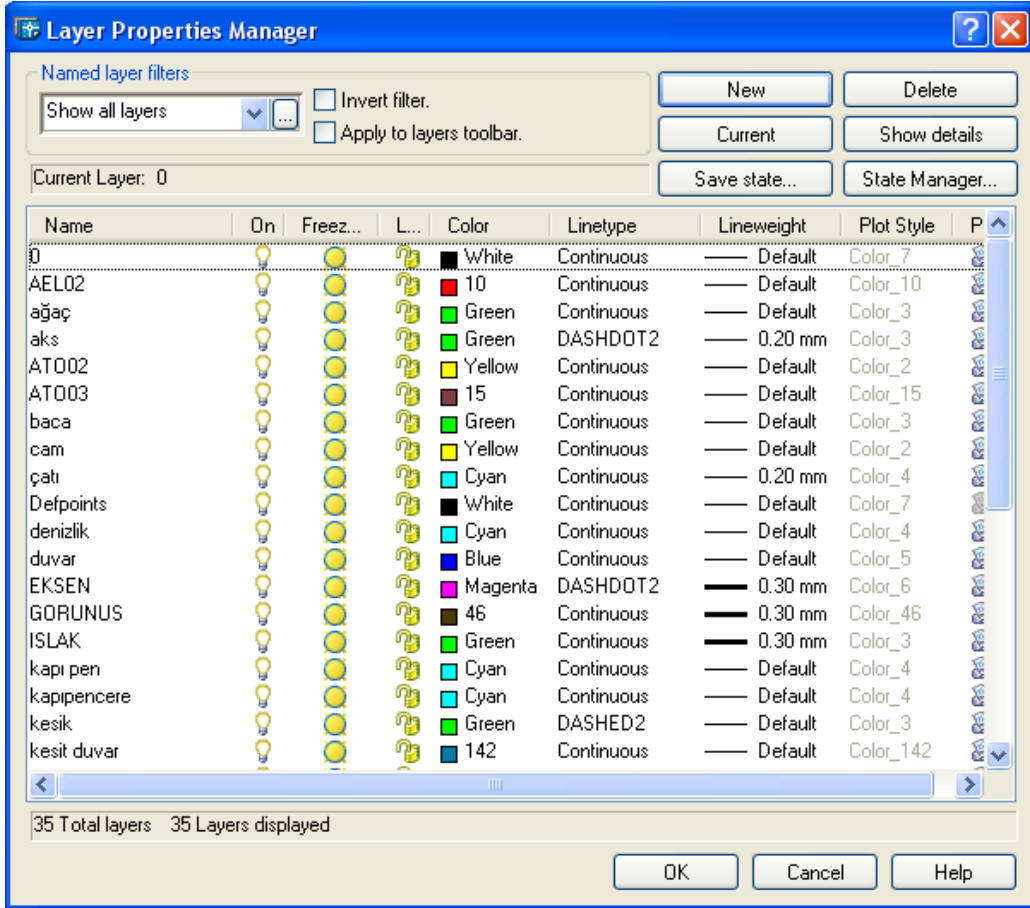 Layer Properties Manager
Named layer filters
Show all layers ... Invert filter.
Apply to layers toolbar.
New Delete
Current Show details
Save state... State Manager...
Current Layer: 0
Name On Freez... L... Color Linetype Lineweight Plot Style P
0 White Continuous Default Color_7
AEL02 10 Continuous Default Color_10
ağaç Green Continuous Default Color_3
aks Green DASHDOT2 0.20 mm Color_3
ATO02 Yellow Continuous Default Color_2
ATO03 15 Continuous Default Color_15
baca Green Continuous Default Color_3
cam Yellow Continuous Default Color_2
çatı Cyan Continuous 0.20 mm Color_4
Defpoints White Continuous Default Color_7
denizlik Cyan Continuous Default Color_4
duvar Blue Continuous Default Color_5
EKSEN Magenta DASHDOT2 0.30 mm Color_6
GORUNUS 46 Continuous 0.30 mm Color_46
ISLAK Green Continuous 0.30 mm Color_3
kapı pen Cyan Continuous Default Color_4
kapıpencere Cyan Continuous Default Color_4
kesik Green DASHED2 Default Color_3
kesit duvar 142 Continuous Default Color_142
35 Total layers 35 Layers displayed
OK Cancel Help